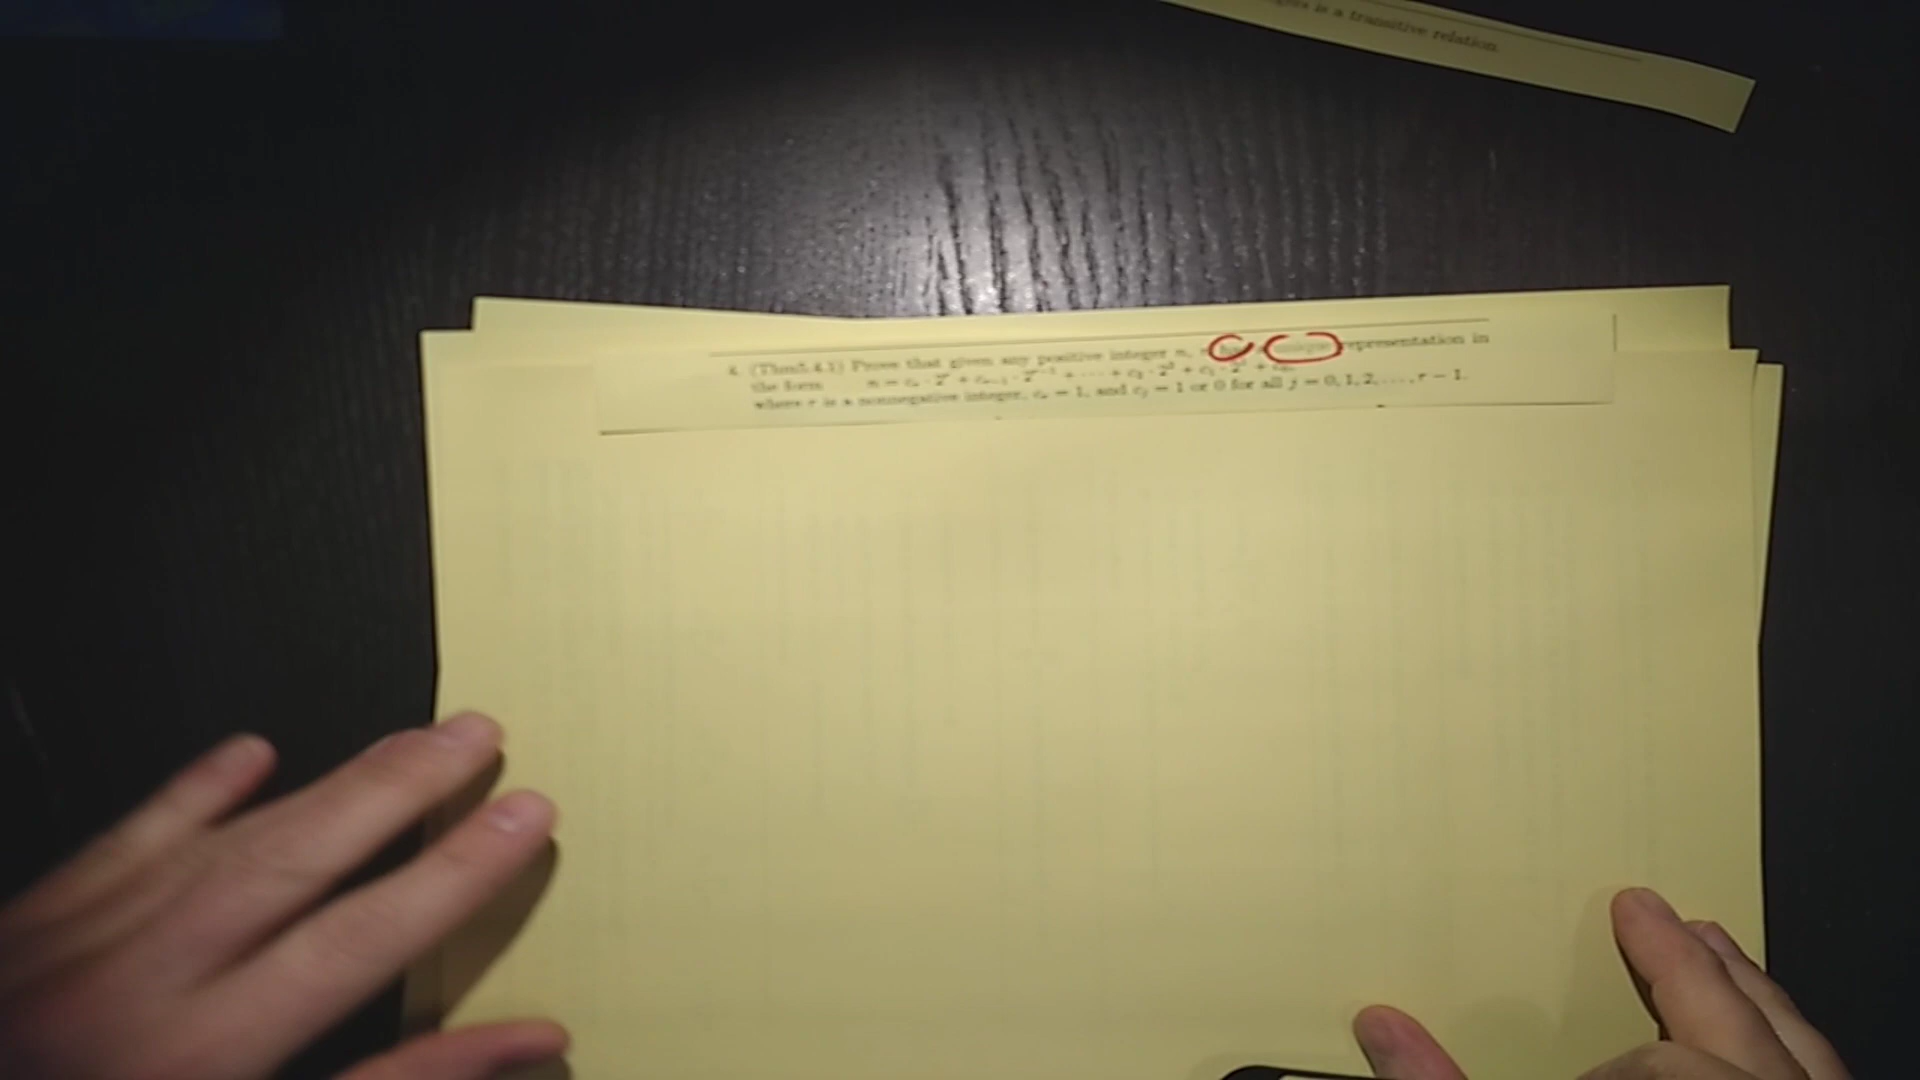 is a transitive relation.
4. (Thm5.4.1) Prove that given any positive integer n, has unique representation in
the form n = c_r · 2^r + c_{r−1} · 2^{r−1} + · · · + c_2 · 2^2 + c_1 · 2 + c_0,
where r is a nonnegative integer, c_r = 1, and c_j = 1 or 0 for all j = 0, 1, 2, . . . , r − 1.